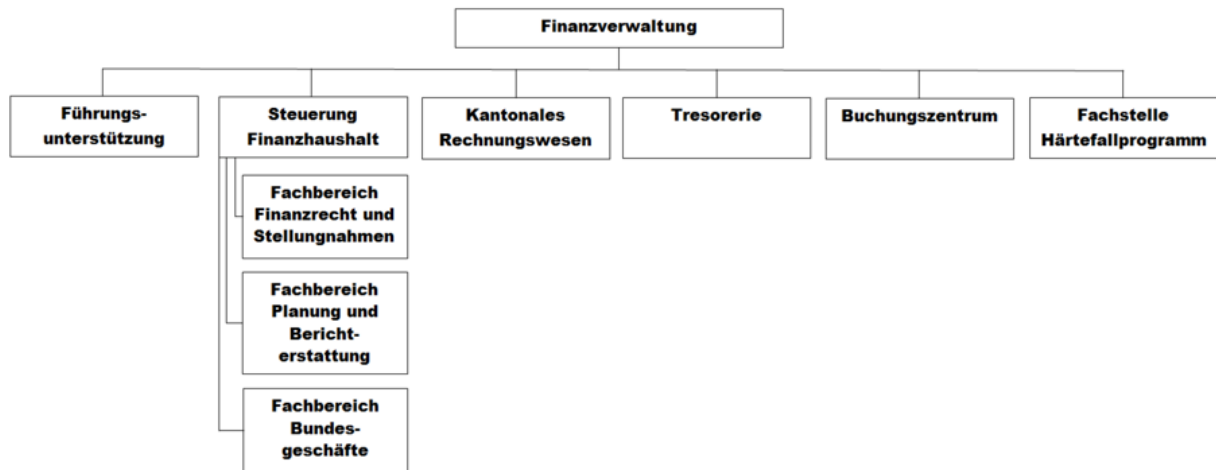 Finanzverwaltung
Führungs-
unterstützung
Steuerung
Finanzhaushalt
Kantonales
Rechnungswesen
Tresorerie
Buchungszentrum
Fachstelle
Härtefallprogramm
Fachbereich
Finanzrecht und
Stellungnahmen
Fachbereich
Planung und
Bericht-
erstattung
Fachbereich
Bundes-
geschäfte